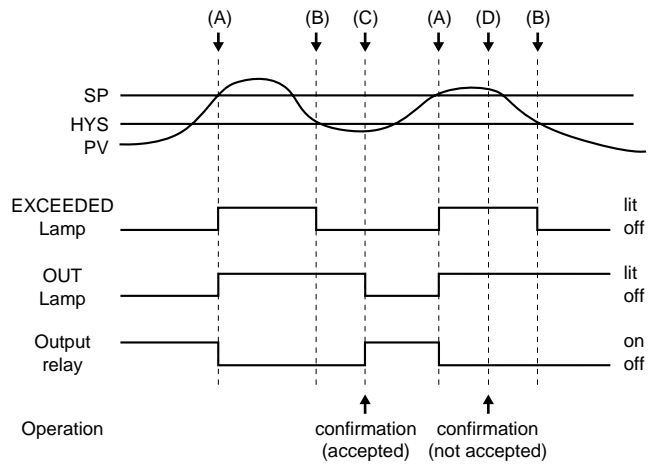 (A) (B) (C) (A) (D) (B)
SP
HYS
PV
EXCEEDED
Lamp
lit
off
OUT
Lamp
lit
off
Output
relay
on
off
Operation
confirmation
(accepted)
confirmation
(not accepted)